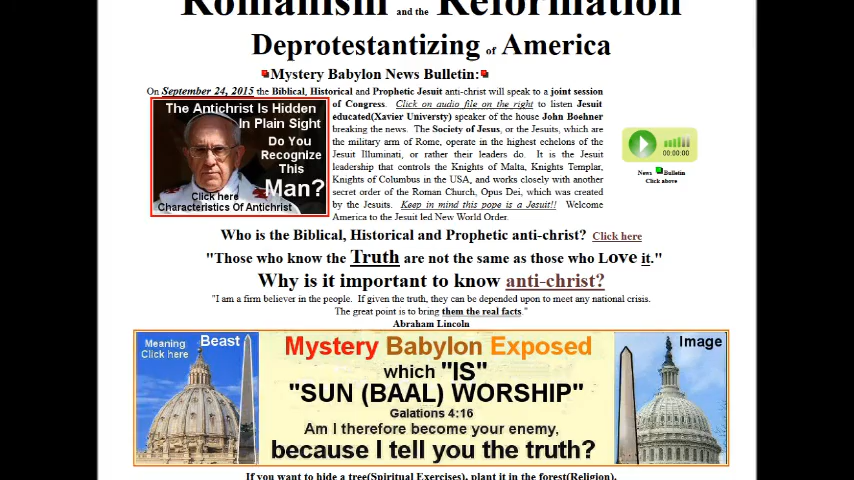 Romanism and the Reformation
Deprotestantizing of America
Mystery Babylon News Bulletin:
On September 24, 2015 the Biblical, Historical and Prophetic Jesuit anti-christ will speak to a joint session
of Congress. Click on audio file on the right to listen Jesuit
educated(Xavier Universty) speaker of the house John Boehner
breaking the news. The Society of Jesus, or the Jesuits, which are
the military arm of Rome, operate in the highest echelons of the
Jesuit Illuminati, or rather their leaders do. It is the Jesuit
leadership that controls the Knights of Malta, Knights Templar,
Knights of Columbus in the USA, and works closely with another
secret order of the Roman Church, Opus Dei, which was created
by the Jesuits. Keep in mind this pope is a Jesuit!! Welcome
America to the Jesuit led New World Order.
The Antichrist Is Hidden
In Plain Sight
Do You
Recognize
This
Man?
Click here
Characteristics Of Antichrist
00:00:00
News Bulletin
Click above
Who is the Biblical, Historical and Prophetic anti-christ? Click here
"Those who know the Truth are not the same as those who Love it."
Why is it important to know anti-christ?
"I am a firm believer in the people. If given the truth, they can be depended upon to meet any national crisis.
The great point is to bring them the real facts."
Abraham Lincoln
Meaning
Click here
Beast
Mystery Babylon Exposed
which "IS"
"SUN (BAAL) WORSHIP"
Galations 4:16
Am I therefore become your enemy,
because I tell you the truth?
Image
If you want to hide a tree(Spiritual Exercises), plant it in the forest(Religion).